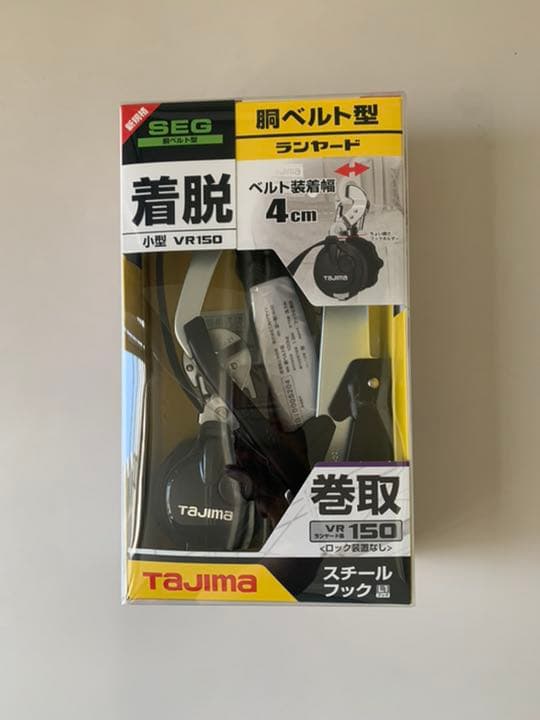 新規格
SEG
胴ベルト型
胴ベルト型
ランヤード
着脱
小型 VR150
ベルト装着幅
4cm
TAJIMA
TAJIMA
巻取
VR
ランヤード長
150
<ロック装置なし>
TAJIMA
スチール
フック L1